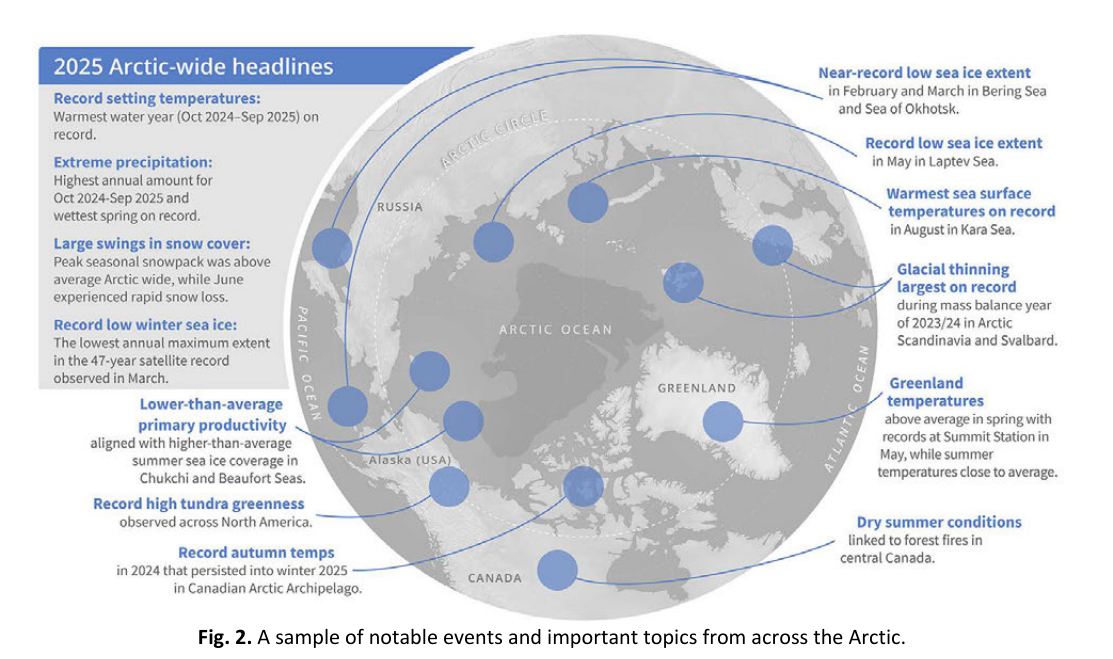 2025 Arctic-wide headlines
Record setting temperatures:
Warmest water year (Oct 2024–Sep 2025) on
record.
Extreme precipitation:
Highest annual amount for
Oct 2024-Sep 2025 and
wettest spring on record.
Large swings in snow cover:
Peak seasonal snowpack was above
average Arctic wide, while June
experienced rapid snow loss.
Record low winter sea ice:
The lowest annual maximum extent
in the 47-year satellite record
observed in March.
Lower-than-average
primary productivity
aligned with higher-than-average
summer sea ice coverage in
Chukchi and Beaufort Seas.
Record high tundra greenness
observed across North America.
Record autumn temps
in 2024 that persisted into winter 2025
in Canadian Arctic Archipelago.
ARCTIC CIRCLE
RUSSIA
PACIFIC OCEAN
ARCTIC OCEAN
GREENLAND
ATLANTIC OCEAN
Alaska (USA)
CANADA
Near-record low sea ice extent
in February and March in Bering Sea
and Sea of Okhotsk.
Record low sea ice extent
in May in Laptev Sea.
Warmest sea surface
temperatures on record
in August in Kara Sea.
Glacial thinning
largest on record
during mass balance year
of 2023/24 in Arctic
Scandinavia and Svalbard.
Greenland
temperatures
above average in spring with
records at Summit Station in
May, while summer
temperatures close to average.
Dry summer conditions
linked to forest fires in
central Canada.
Fig. 2. A sample of notable events and important topics from across the Arctic.